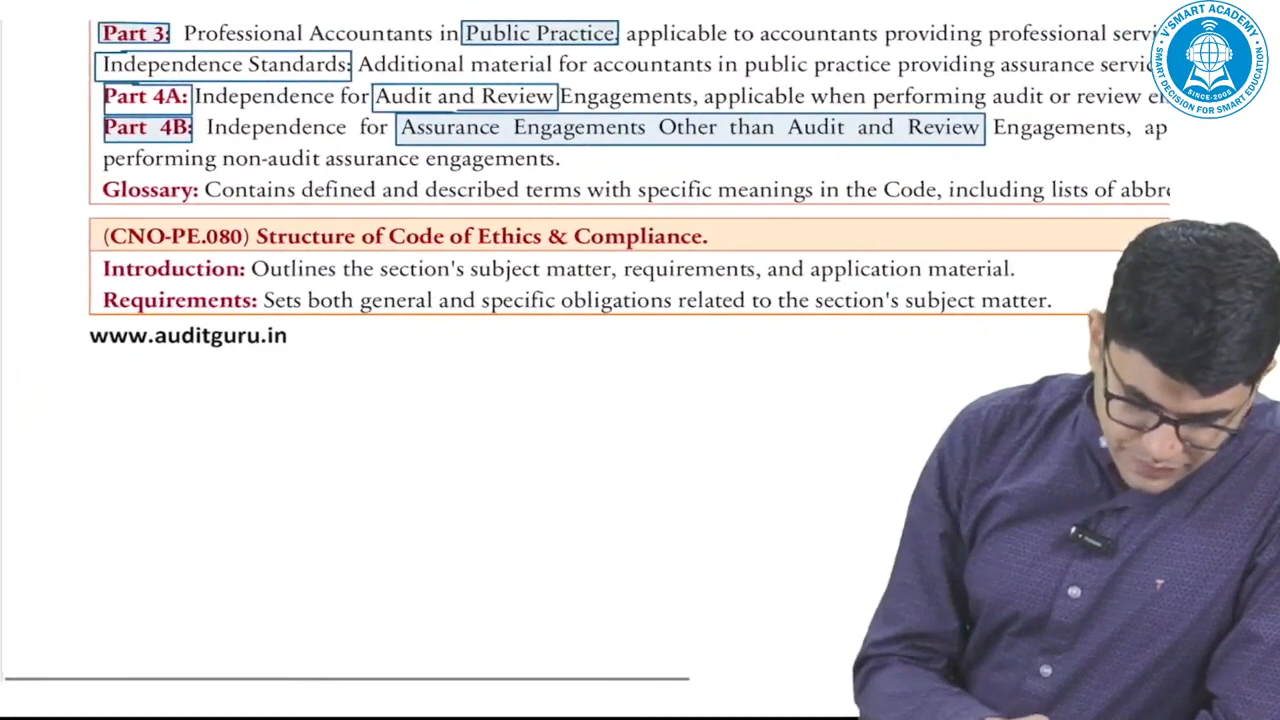 Part 3: Professional Accountants in Public Practice, applicable to accountants providing professional
Independence Standards: Additional material for accountants in public practice providing assurance
Part 4A: Independence for Audit and Review Engagements, applicable when performing audit or review
Part 4B: Independence for Assurance Engagements Other than Audit and Review Engagements,
performing non-audit assurance engagements.
Glossary: Contains defined and described terms with specific meanings in the Code, including lists of
(CNO-PE.080) Structure of Code of Ethics & Compliance.
Introduction: Outlines the section's subject matter, requirements, and application material.
Requirements: Sets both general and specific obligations related to the section's subject matter.
www.auditguru.in
V'SMART ACADEMY
SINCE-2005
SMART DECISION FOR SMART EDUCATION